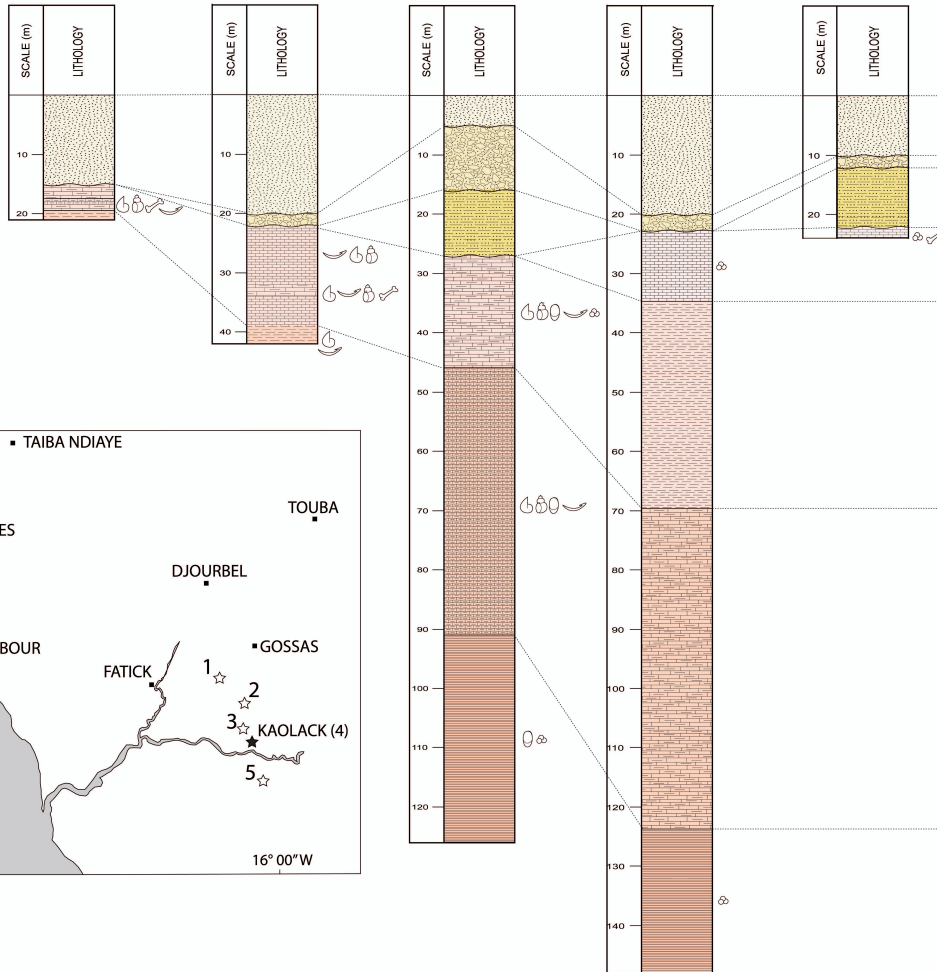 SCALE (m)
LITHOLOGY
10
20
SCALE (m)
LITHOLOGY
10
20
30
40
SCALE (m)
LITHOLOGY
10
20
30
40
50
60
70
80
90
100
110
120
SCALE (m)
LITHOLOGY
10
20
30
40
50
60
70
80
90
100
110
120
130
140
SCALE (m)
LITHOLOGY
10
20
TAIBA NDIAYE
TOUBA
ES
DJOURBEL
BOUR
GOSSAS
FATICK
1
2
3
KAOLACK (4)
5
16° 00″ W